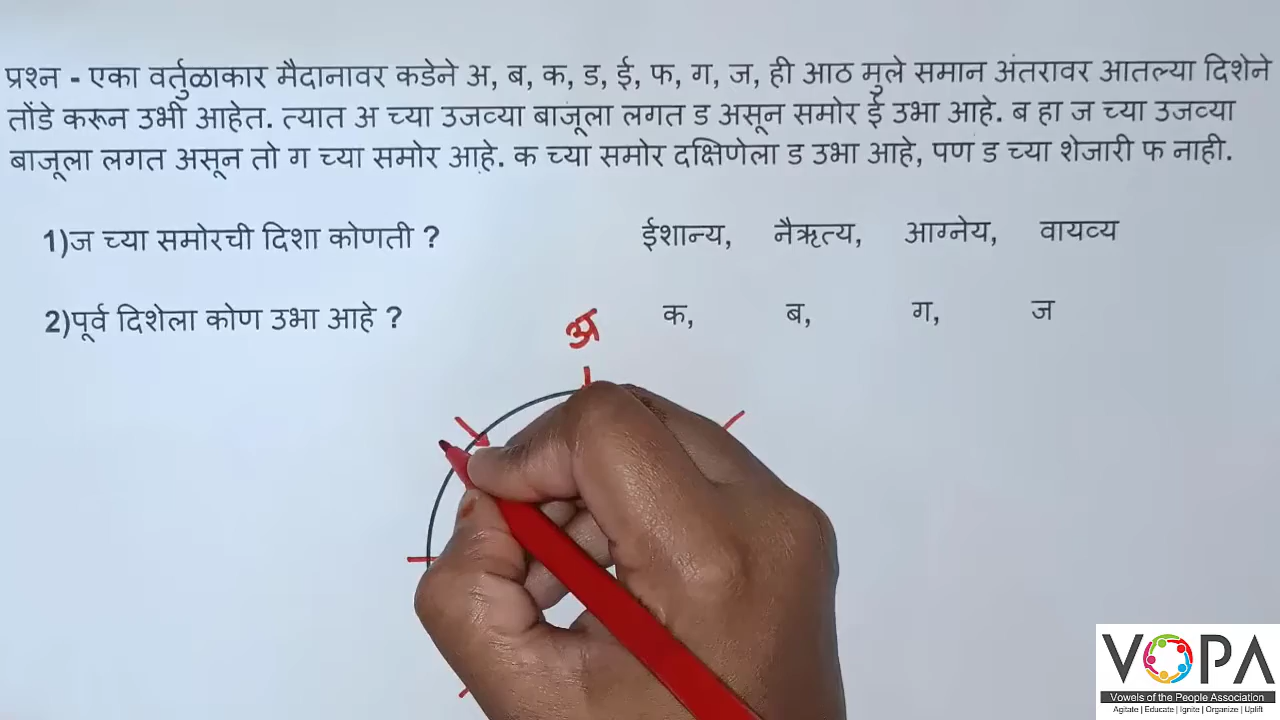 प्रश्न - एका वर्तुळाकार मैदानावर कडेने अ, ब, क, ड, ई, फ, ग, ज, ही आठ मुले समान अंतरावर आतल्या दिशेने
तोंडे करून उभी आहेत. त्यात अ च्या उजव्या बाजूला लगत ड असून समोर ई उभा आहे. ब हा ज च्या उजव्या
बाजूला लगत असून तो ग च्या समोर आहे. क च्या समोर दक्षिणेला ड उभा आहे, पण ड च्या शेजारी फ नाही.
1)ज च्या समोरची दिशा कोणती ? ईशान्य, नैऋत्य, आग्नेय, वायव्य
2)पूर्व दिशेला कोण उभा आहे ? क, ब, ग, ज
अ
VOPA
Vowels of the People Association
Agitate | Educate | Ignite | Organize | Uplift